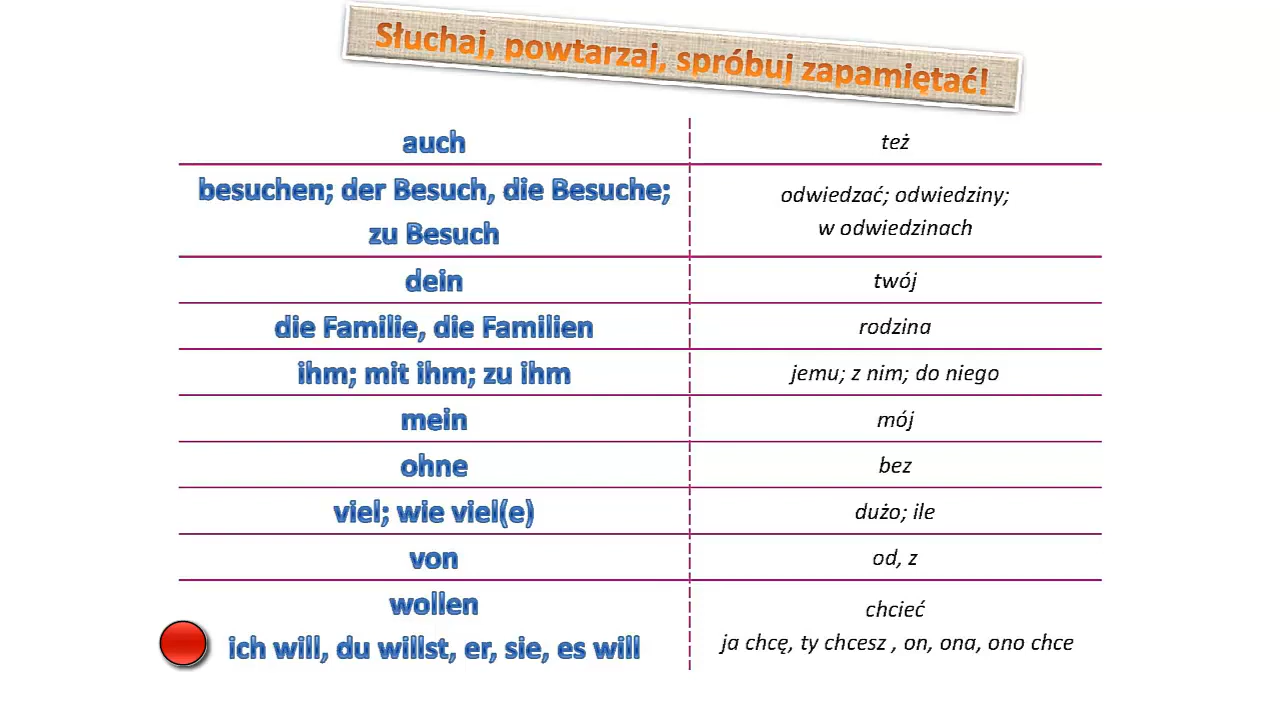 Słuchaj, powtarzaj, spróbuj zapamiętać!
auch
też
besuchen; der Besuch, die Besuche;
zu Besuch
odwiedzać; odwiedziny;
w odwiedzinach
dein
twój
die Familie, die Familien
rodzina
ihm; mit ihm; zu ihm
jemu; z nim; do niego
mein
mój
ohne
bez
viel; wie viel(e)
dużo; ile
von
od, z
wollen
ich will, du willst, er, sie, es will
chcieć
ja chcę, ty chcesz , on, ona, ono chce